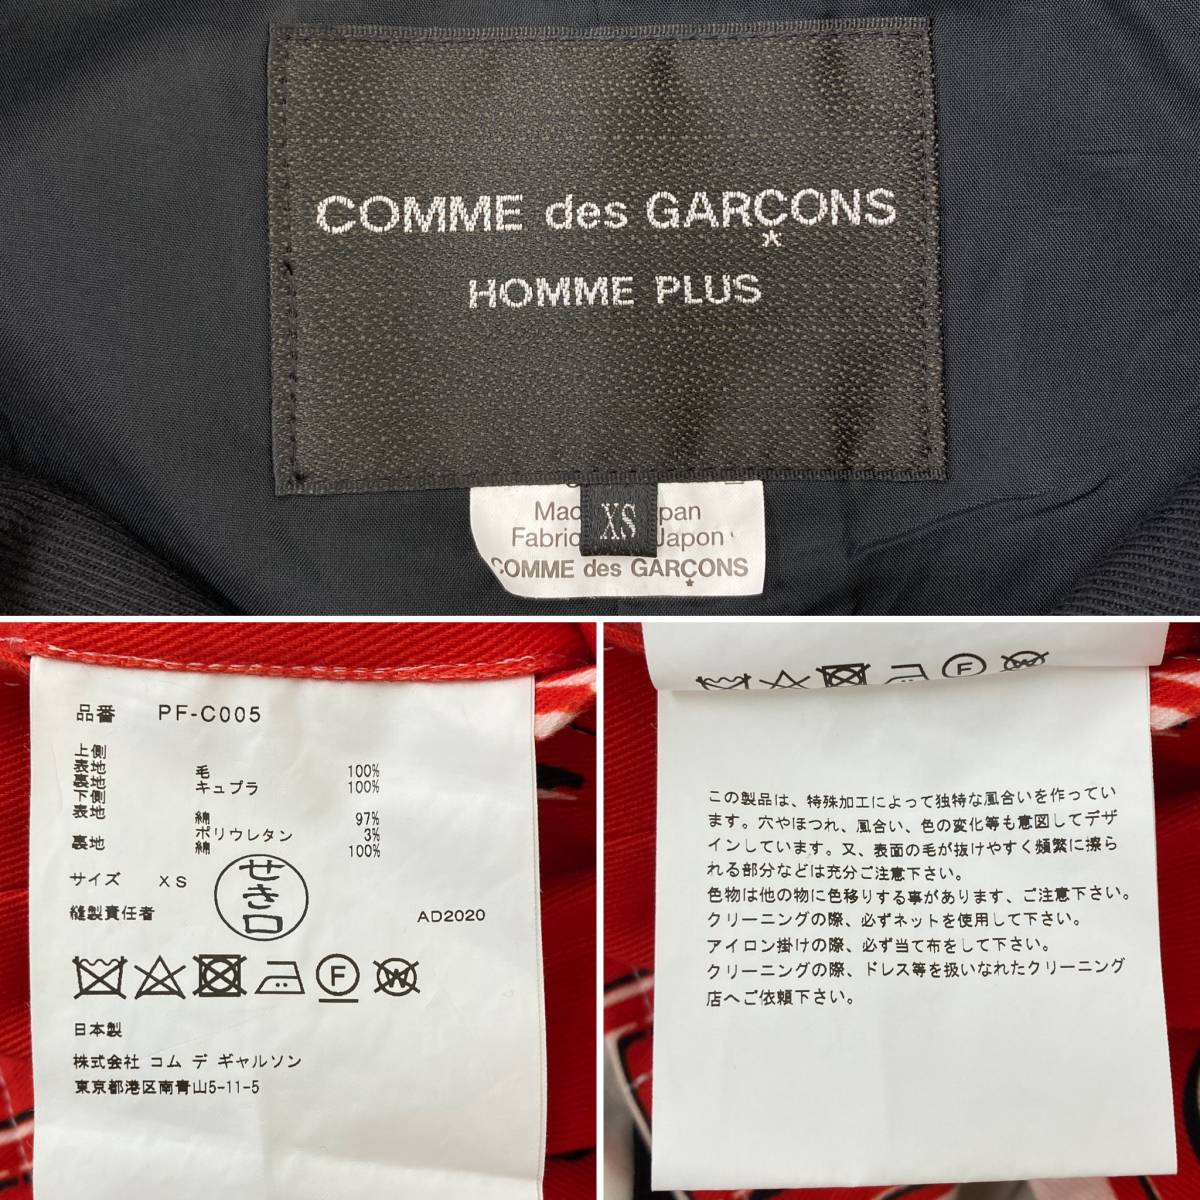 COMME des GARÇONS
HOMME PLUS
XS
COMME des GARÇONS
品番 PF-C005
上側
表地 毛 100%
裏地 キュプラ 100%
下側
表地 綿 97%
ポリウレタン 3%
裏地 綿 100%
サイズ XS
せき口
縫製責任者 AD2020
F W
日本製
株式会社 コム デ ギャルソン
東京都港区南青山5-11-5
F
この製品は、特殊加工によって独特な風合いを作ってい
ます。穴やほつれ、風合い、色の変化等も意図してデザ
インしています。又、表面の毛が抜けやすく頻繁に擦ら
れる部分などは充分ご注意下さい。
色物は他の物に色移りする事があります、ご注意下さい。
クリーニングの際、必ずネットを使用して下さい。
アイロン掛けの際、必ず当て布をして下さい。
クリーニングの際、ドレス等を扱いなれたクリーニング
店へご依頼下さい。